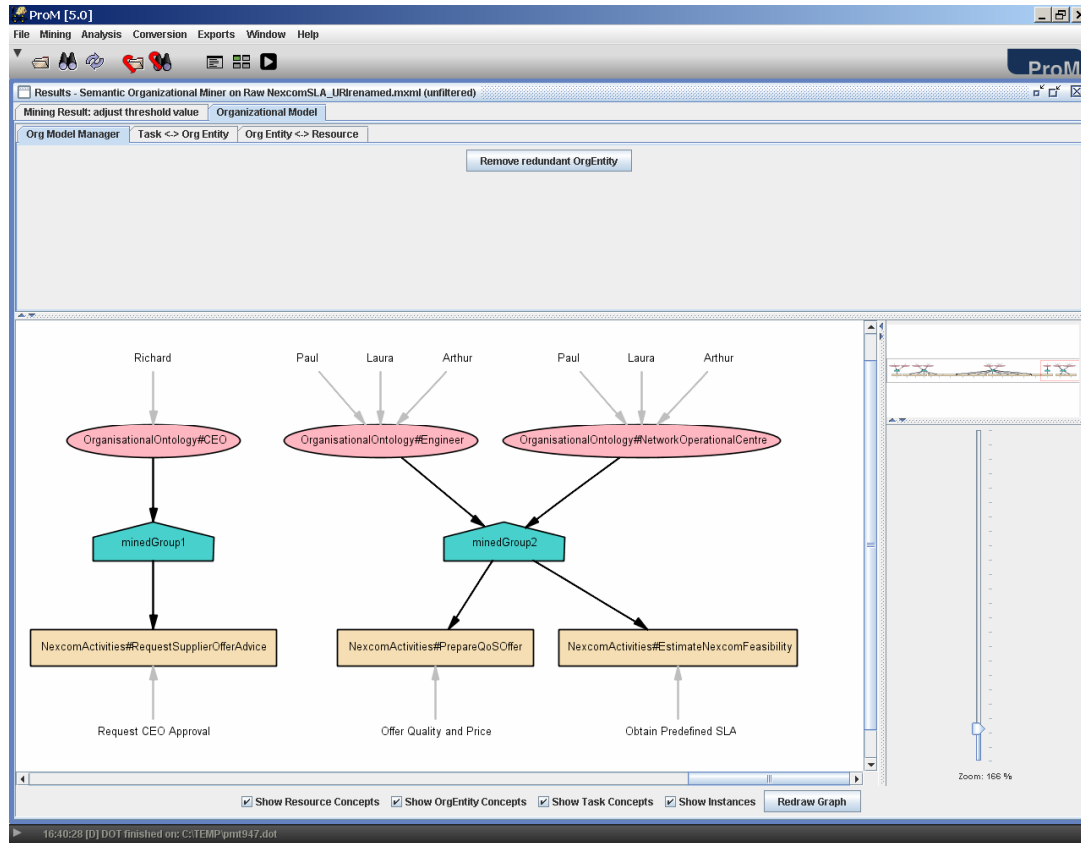 ProM [5.0]
File Mining Analysis Conversion Exports Window Help
ProM
Results - Semantic Organizational Miner on Raw NexcomSLA_URIrenamed.mxml (unfiltered)
Mining Result: adjust threshold value Organizational Model
Org Model Manager Task <-> Org Entity Org Entity <-> Resource
Remove redundant OrgEntity
Richard Paul Laura Arthur Paul Laura Arthur
OrganisationalOntology#CEO OrganisationalOntology#Engineer OrganisationalOntology#NetworkOperationalCentre
minedGroup1 minedGroup2
NexcomActivities#RequestSupplierOfferAdvice NexcomActivities#PrepareQoSOffer NexcomActivities#EstimateNexcomFeasibility
Request CEO Approval Offer Quality and Price Obtain Predefined SLA
Zoom: 166 %
Show Resource Concepts Show OrgEntity Concepts Show Task Concepts Show Instances Redraw Graph
16:40:28 [D] DOT finished on: C:\TEMP\pmt947.dot